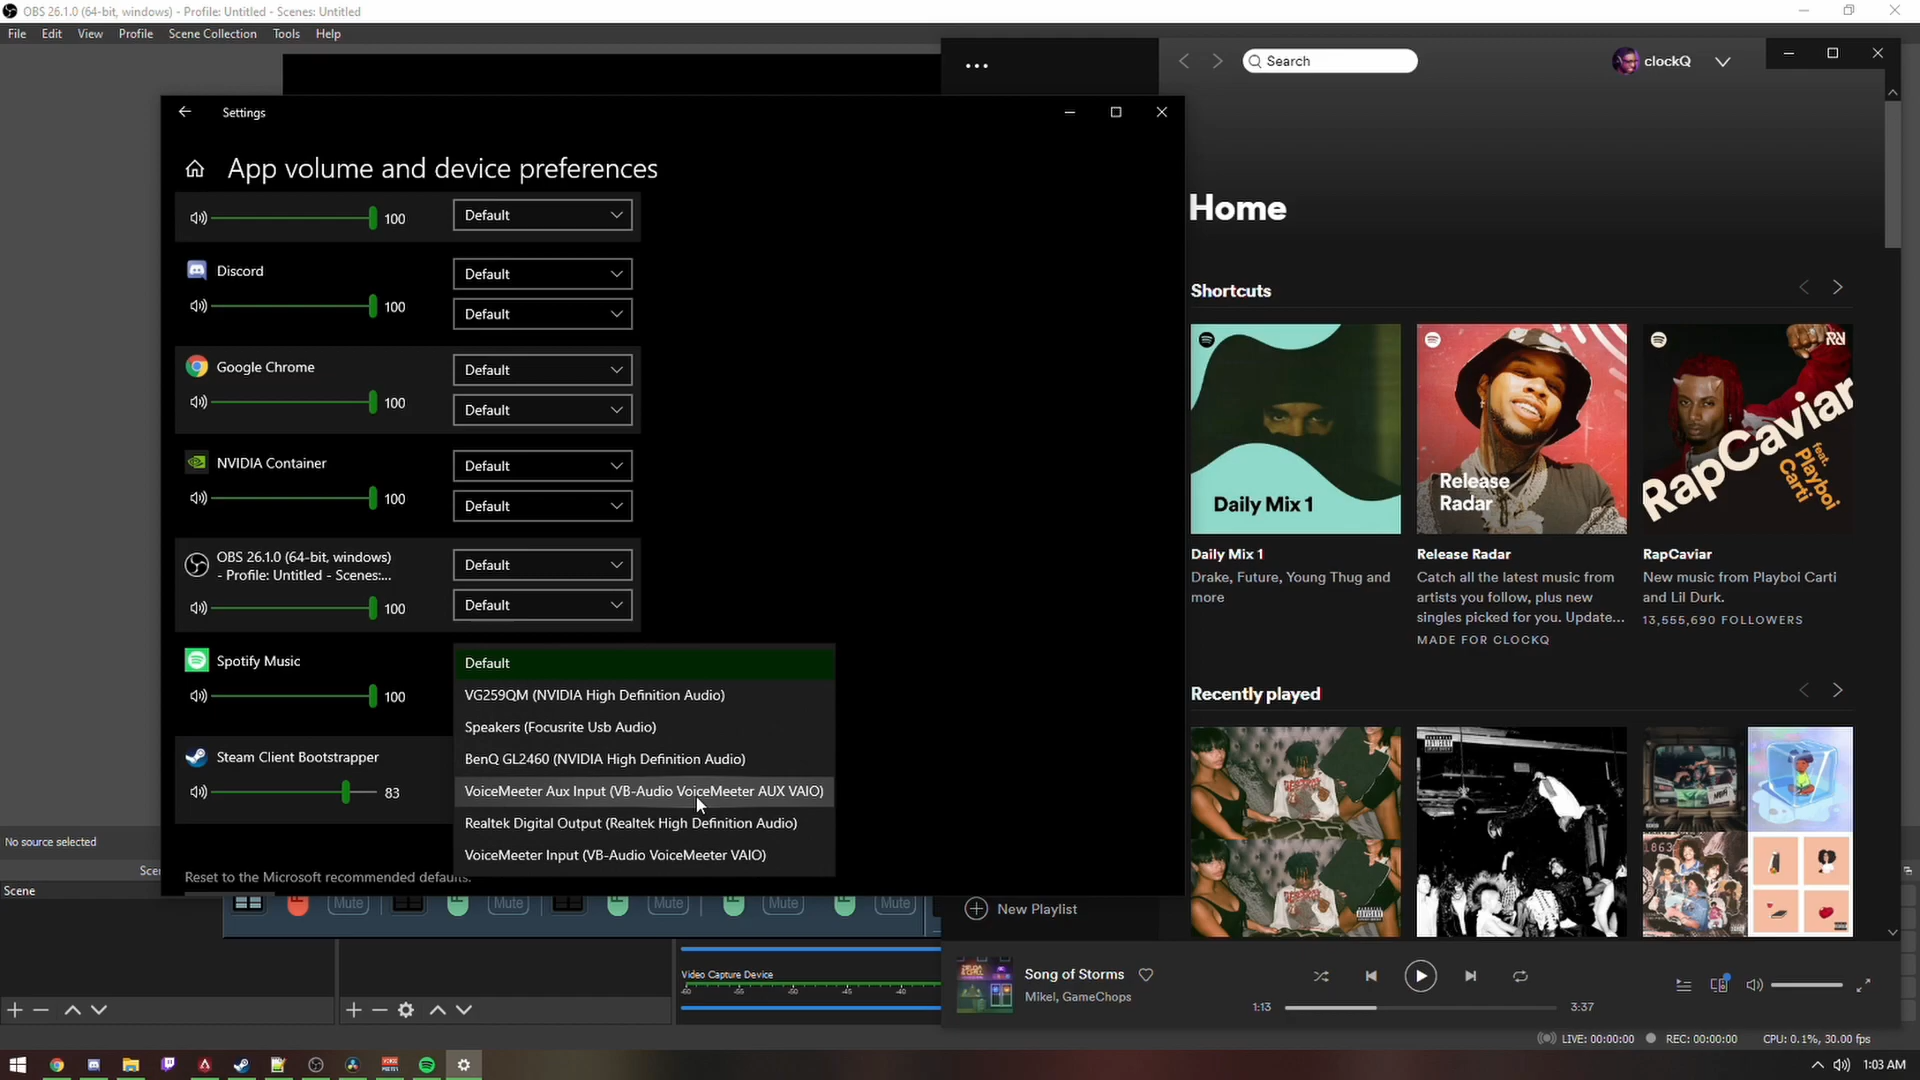 OBS 26.1.0 (64-bit, windows) - Profile: Untitled - Scenes: Untitled
File Edit View Profile Scene Collection Tools Help
Search
clockQ
Settings
App volume and device preferences
100
Default
Discord
Default
100
Default
Google Chrome
Default
100
Default
NVIDIA Container
Default
100
Default
OBS 26.1.0 (64-bit, windows)
- Profile: Untitled - Scenes:...
Default
100
Default
Spotify Music
100
Default
VG259QM (NVIDIA High Definition Audio)
Speakers (Focusrite Usb Audio)
BenQ GL2460 (NVIDIA High Definition Audio)
VoiceMeeter Aux Input (VB-Audio VoiceMeeter AUX VAIO)
Realtek Digital Output (Realtek High Definition Audio)
VoiceMeeter Input (VB-Audio VoiceMeeter VAIO)
Steam Client Bootstrapper
83
Reset to the Microsoft recommended defaults.
Home
Shortcuts
Daily Mix 1
Release
Radar
RapCaviar
feat.
Playboi
Carti
Daily Mix 1
Drake, Future, Young Thug and
more
Release Radar
Catch all the latest music from
artists you follow, plus new
singles picked for you. Update...
MADE FOR CLOCKQ
RapCaviar
New music from Playboi Carti
and Lil Durk.
13,555,690 FOLLOWERS
Recently played
1863
No source selected
Scene
Mute Mute Mute Mute Mute
New Playlist
Video Capture Device
-60 -55 -50 -45 -40
Song of Storms
Mikel, GameChops
1:13
3:37
LIVE: 00:00:00
REC: 00:00:00
CPU: 0.1%, 30.00 fps
1:03 AM